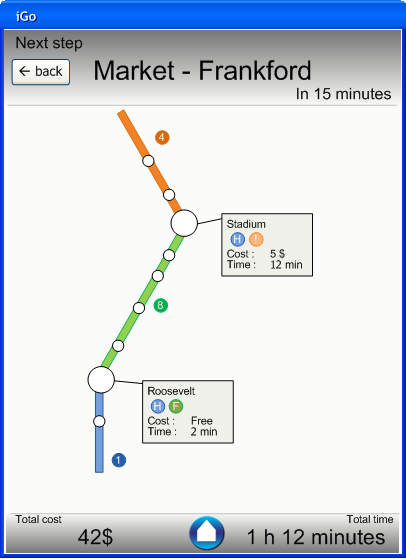 iGo
Next step
← back
Market - Frankford
In 15 minutes
4
Stadium
H !
Cost : 5 $
Time : 12 min
8
Roosevelt
H F
Cost : Free
Time : 2 min
1
Total cost
Total time
42$
1 h 12 minutes